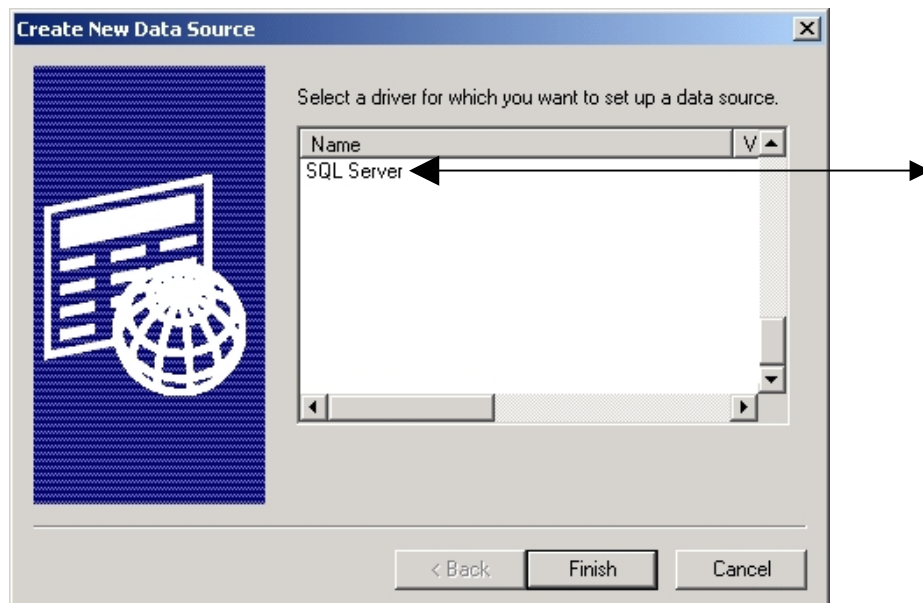 Create New Data Source
Select a driver for which you want to set up a data source.
Name V
SQL Server
< Back Finish Cancel